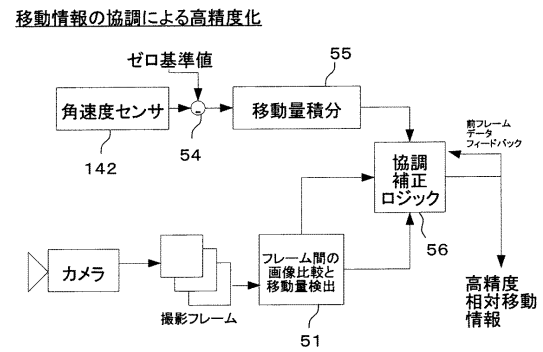 移動情報の協調による高精度化
ゼロ基準値
55
角速度センサ
-
移動量積分
142
54
前フレーム
データ
フィードバック
協調
補正
ロジック
56
カメラ
撮影フレーム
フレーム間の
画像比較と
移動量検出
51
高精度
相対移動
情報